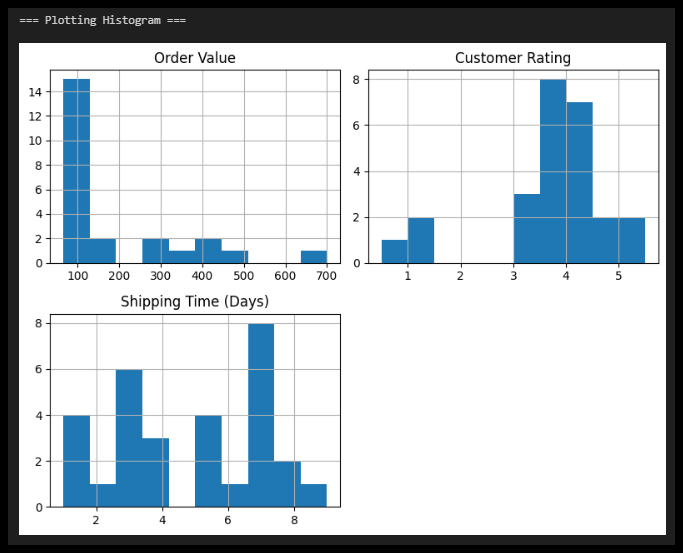 === Plotting Histogram ===
Order Value
14
12
10
8
6
4
2
0
100 200 300 400 500 600 700
Customer Rating
8
6
4
2
0
1 2 3 4 5
Shipping Time (Days)
8
6
4
2
0
2 4 6 8